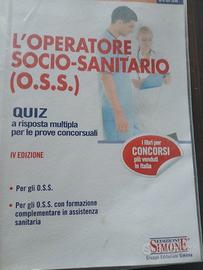 L'OPERATORE
SOCIO-SANITARIO
(O.S.S.)
QUIZ
a risposta multipla
per le prove concorsuali
IV EDIZIONE
i libri per
CONCORSI
più venduti
in Italia
• Per gli O.S.S.
• Per gli O.S.S. con formazione
complementare in assistenza
sanitaria
EDIZIONI
SIMONE
Gruppo Editoriale Simone